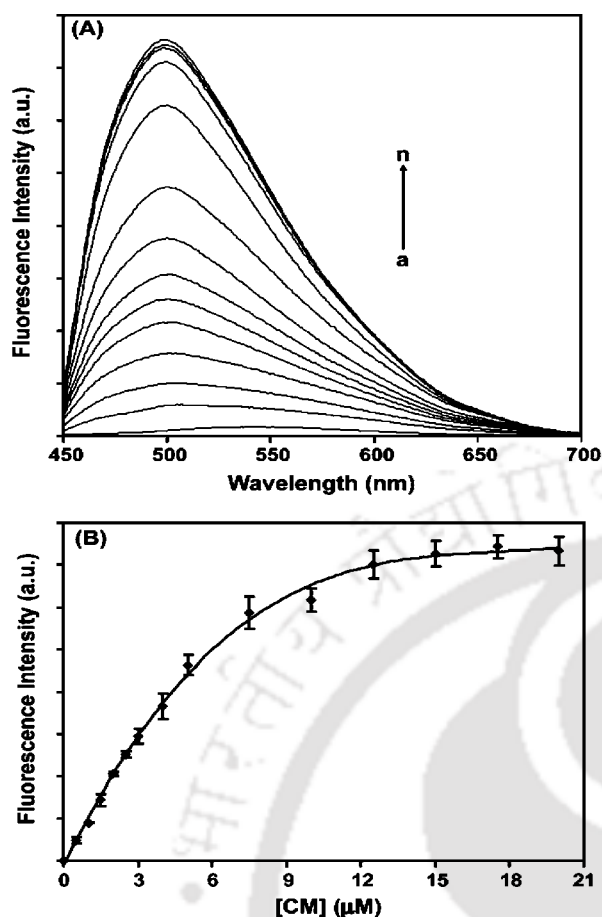 (A)
Fluorescence Intensity (a.u.)
n
a
450 500 550 600 650 700
Wavelength (nm)
(B)
Fluorescence Intensity (a.u.)
0 3 6 9 12 15 18 21
[CM] (μM)